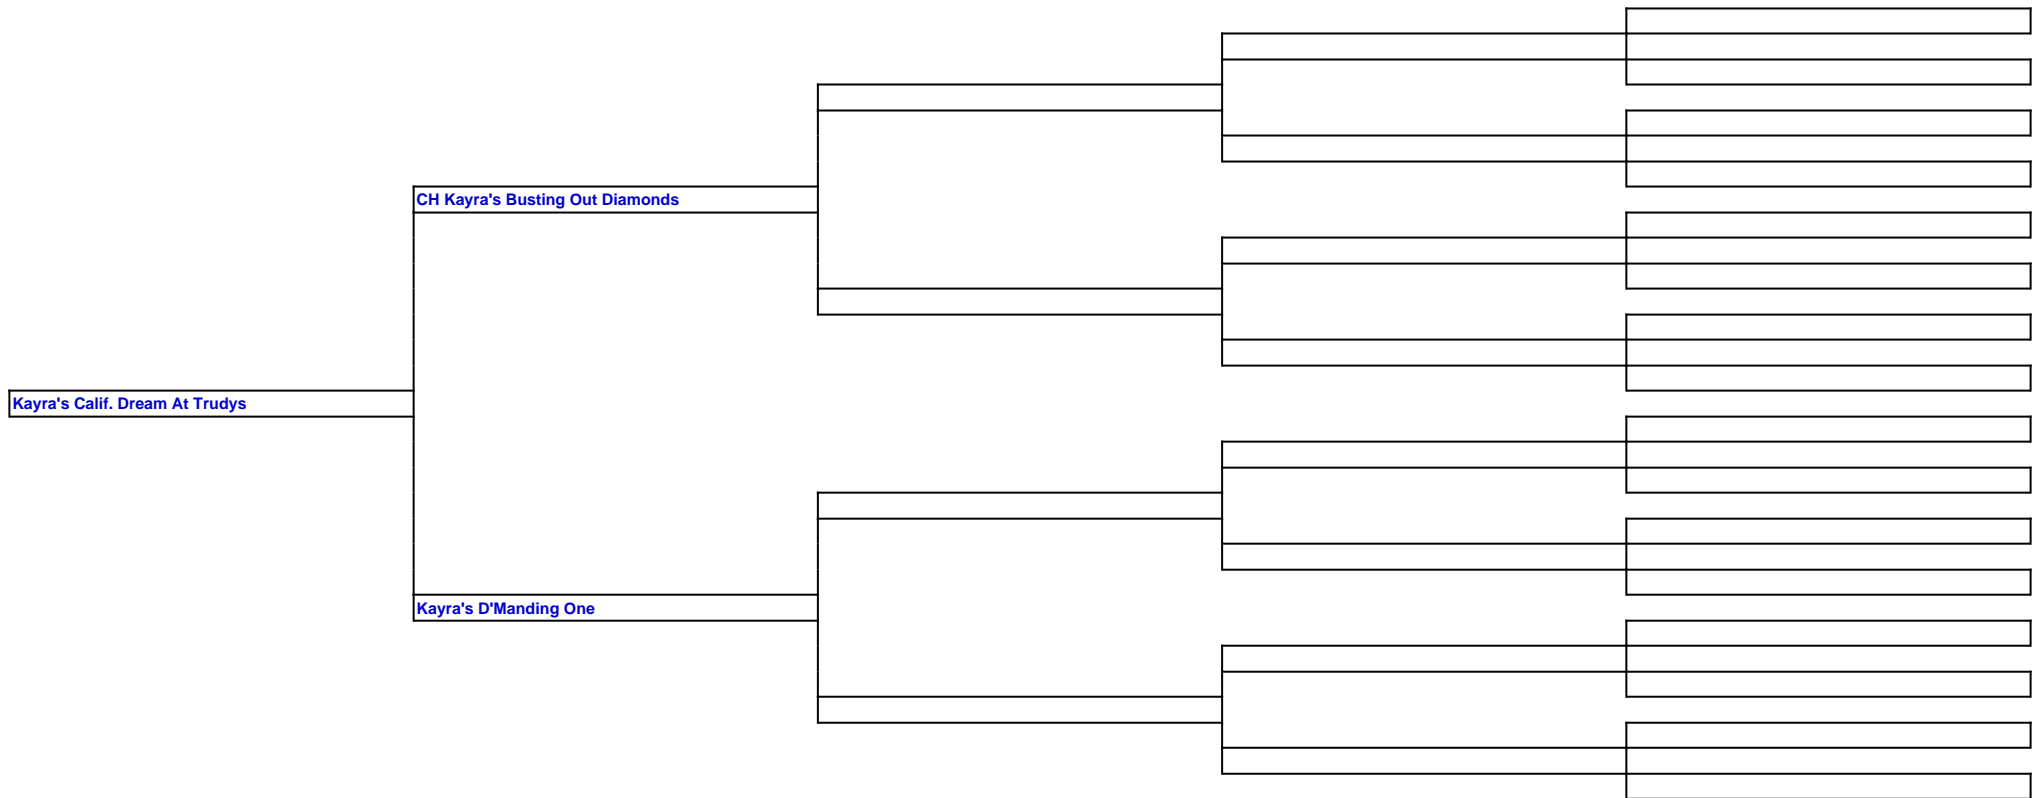 CH Kayra's Busting Out Diamonds
Kayra's Calif. Dream At Trudys
Kayra's D'Manding One